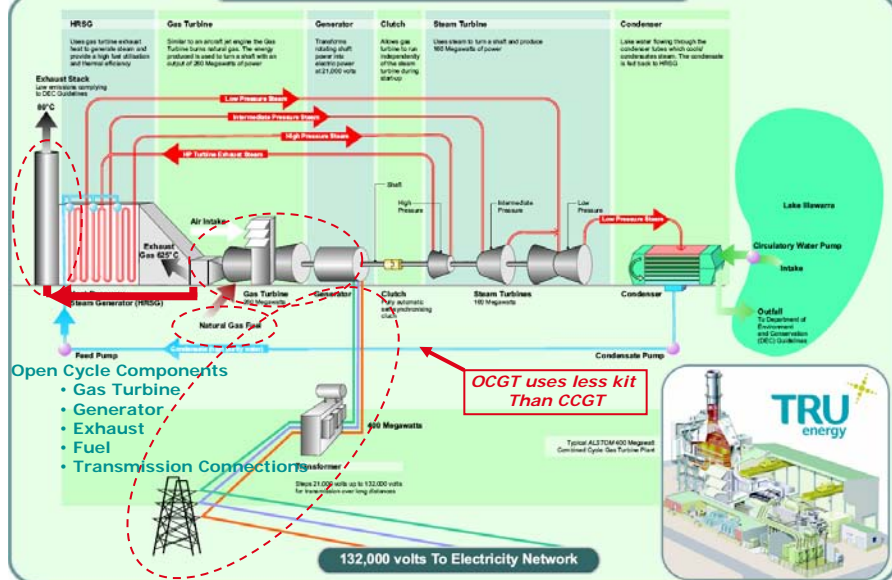 HRSG
Uses gas turbine exhaust
heat to generate steam and
provide a high fuel utilisation
and thermal efficiency
Gas Turbine
Similar to an aircraft jet engine the Gas
Turbine burns natural gas. The energy
produced is used to turn a shaft with an
output of 260 Megawatts of power
Generator
Transforms
rotating shaft
power into
electric power
at 21,000 volts
Clutch
Allows gas
turbine to run
independently
of the steam
turbine during
start-up
Steam Turbine
Uses steam to turn a shaft and produce
160 Megawatts of power
Condenser
Lake water flowing through the
condenser tubes which cools/
condensates steam. The condensate
is fed back to HRSG
Exhaust Stack
Low emissions complying
to DEC Guidelines
80°C
Low Pressure Steam
Intermediate Pressure Steam
High Pressure Steam
HP Turbine Exhaust Steam
Shaft
High
Pressure
Intermediate
Pressure
Low
Pressure
Low Pressure Steam
Lake Illawarra
Air Intake
Exhaust
Gas 625°C
Circulatory Water Pump
Intake
Steam Generator (HRSG)
Gas Turbine
Megawatts
Generator
Clutch
Fully automatic
self synchronising
clutch
Steam Turbines
160 Megawatts
Condenser
Outfall
To Department of
Environment
and Conservation
(DEC) Guidelines
Natural Gas Fuel
Feed Pump
Condensate Pump
Open Cycle Components
• Gas Turbine
• Generator
• Exhaust
• Fuel
• Transmission Connections
OCGT uses less kit
Than CCGT
400 Megawatts
Transformer
Steps 21,000 volts up to 132,000 volts
for transmission over long distances
Typical ALSTOM 400 Megawatt
Combined Cycle Gas Turbine Plant
TRU
energy
132,000 volts To Electricity Network